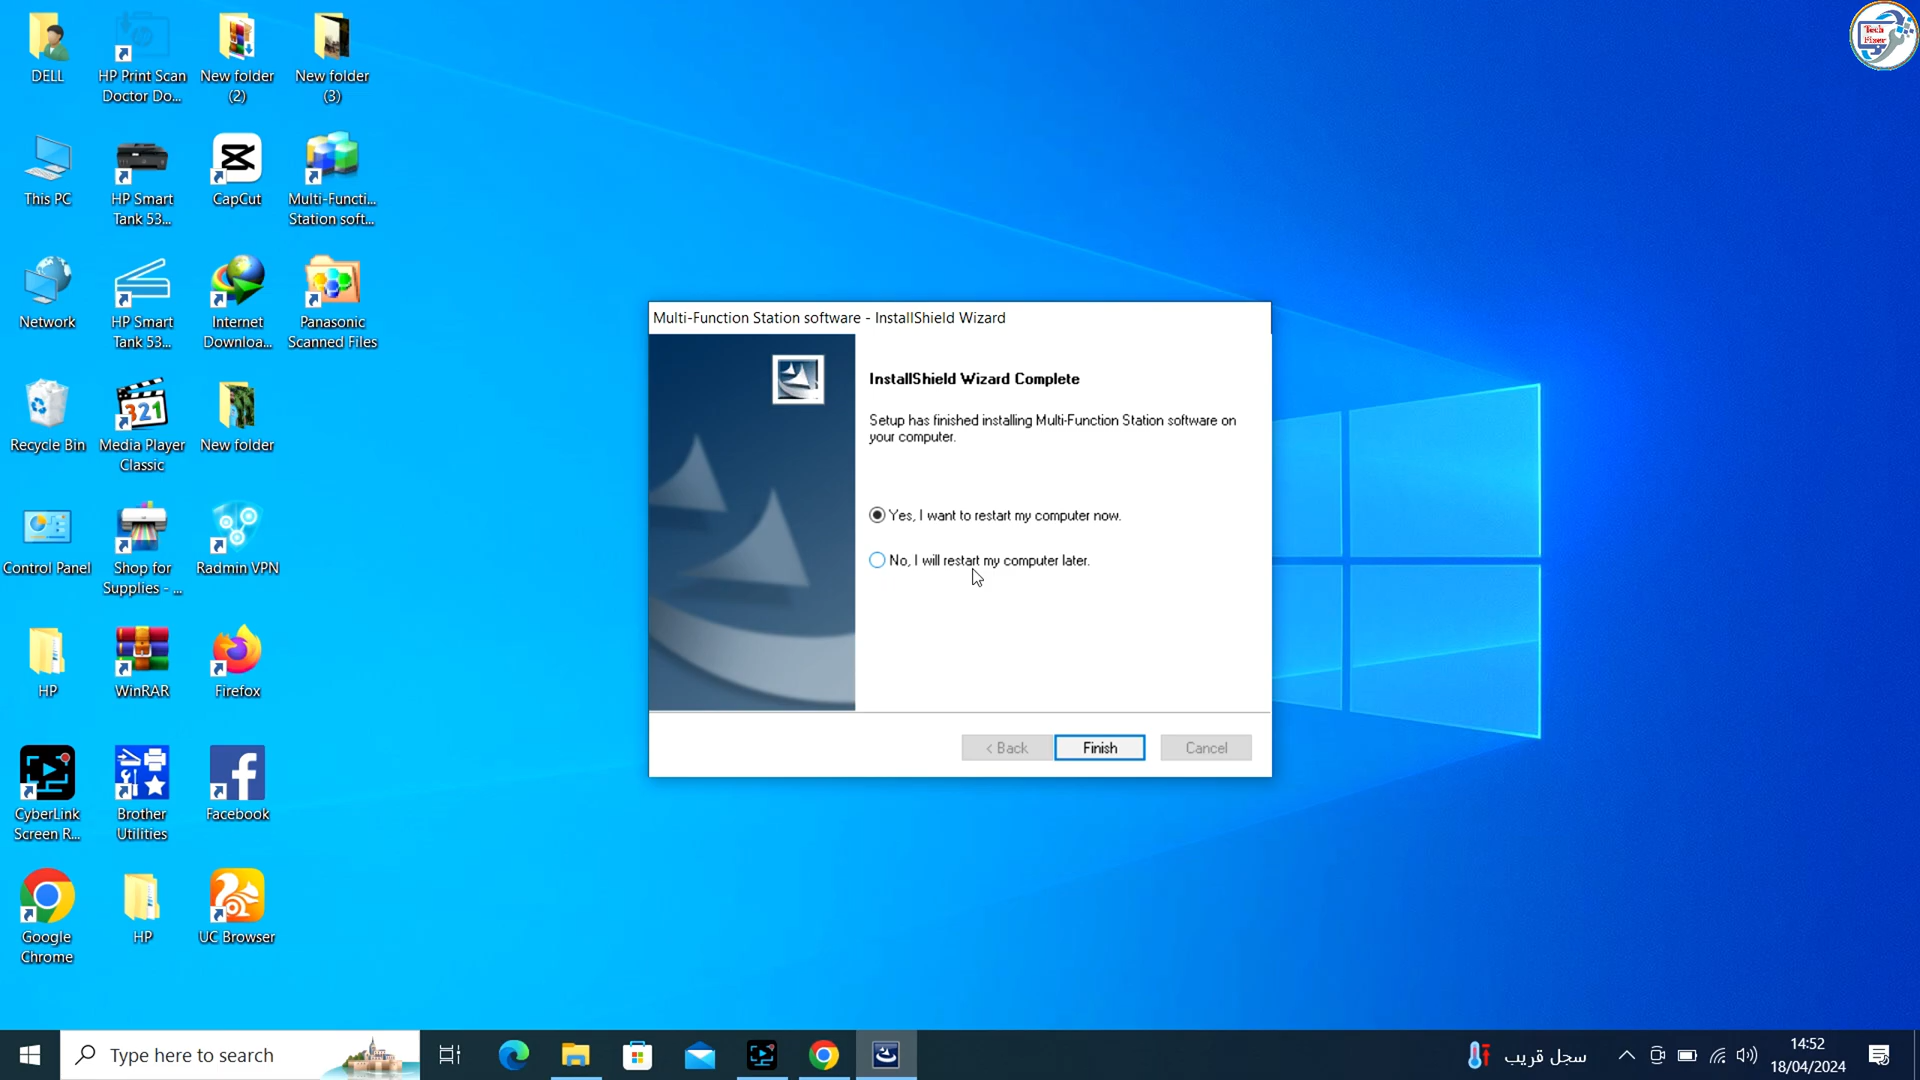 DELL
HP Print Scan
Doctor Do...
New folder
(2)
New folder
(3)
Tech
Fixer
This PC
HP Smart
Tank 53...
CapCut
Multi-Functi...
Station soft...
Network
HP Smart
Tank 53...
Internet
Downloa...
Panasonic
Scanned Files
Recycle Bin
321
Media Player
Classic
New folder
Control Panel
Shop for
Supplies - ...
Radmin VPN
HP
WinRAR
Firefox
CyberLink
Screen R...
Brother
Utilities
Facebook
Google
Chrome
HP
UC Browser
Multi-Function Station software - InstallShield Wizard
InstallShield Wizard Complete
Setup has finished installing Multi-Function Station software on
your computer.
Yes, I want to restart my computer now.
No, I will restart my computer later.
< Back
Finish
Cancel
Type here to search
سجل قريب
14:52
18/04/2024